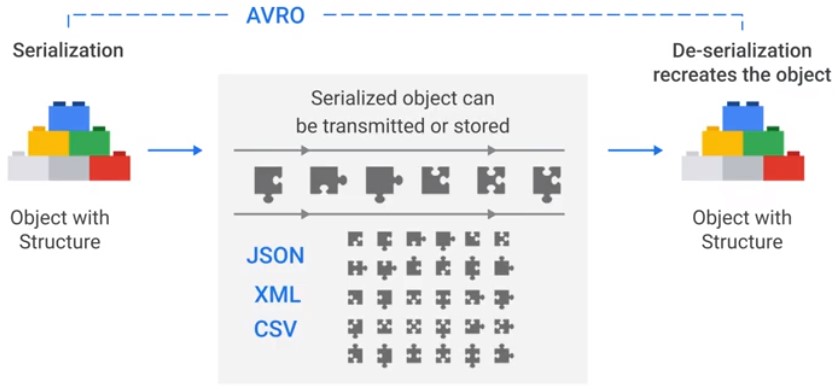 AVRO
Serialization
De-serialization
recreates the object
Serialized object can
be transmitted or stored
Object with
Structure
JSON
XML
CSV
Object with
Structure